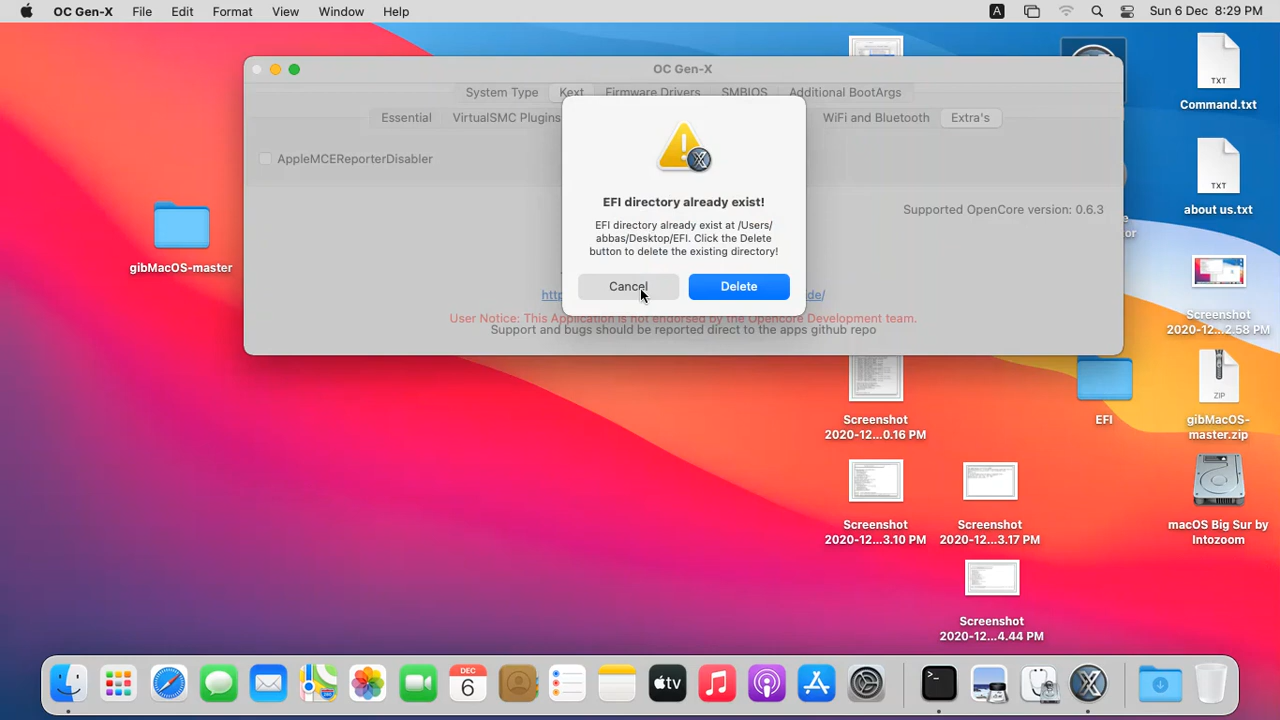 OC Gen-X File Edit Format View Window Help
A
Sun 6 Dec 8:29 PM
OC Gen-X
System Type Kext Firmware Drivers SMBIOS Additional BootArgs
Essential VirtualSMC Plugins WiFi and Bluetooth Extra's
AppleMCEReporterDisabler
Supported OpenCore version: 0.6.3
User Notice: This Application is not endorsed by the Opencore Development team.
Support and bugs should be reported direct to the apps github repo
EFI directory already exist!
EFI directory already exist at /Users/
abbas/Desktop/EFI. Click the Delete
button to delete the existing directory!
Cancel
Delete
gibMacOS-master
TXT
Command.txt
TXT
about us.txt
Screenshot
2020-12...2.58 PM
Screenshot
2020-12...0.16 PM
EFI
ZIP
gibMacOS-
master.zip
Screenshot
2020-12...3.10 PM
Screenshot
2020-12...3.17 PM
macOS Big Sur by
Intozoom
Screenshot
2020-12...4.44 PM
DEC
6
tv